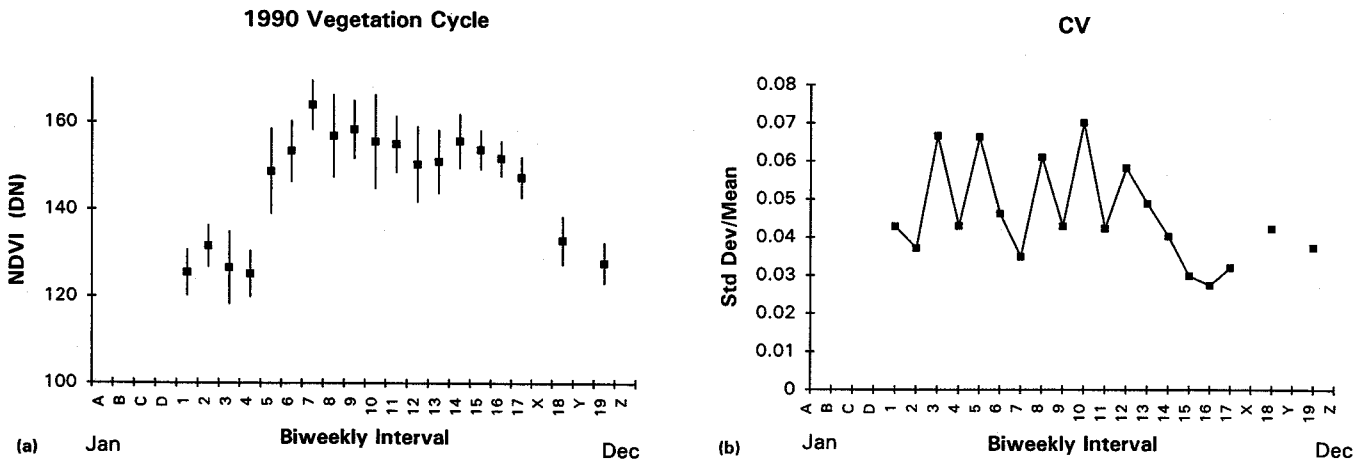 1990 Vegetation Cycle
NDVI (DN)
160
140
120
100
A B C D 1 2 3 4 5 6 7 8 9 10 11 12 13 14 15 16 17 X 18 Y 19 Z
(a) Jan Biweekly Interval Dec
CV
Std Dev/Mean
0.08
0.07
0.06
0.05
0.04
0.03
0.02
0.01
0
A B C D 1 2 3 4 5 6 7 8 9 10 11 12 13 14 15 16 17 X 18 Y 19 Z
(b) Jan Biweekly Interval Dec